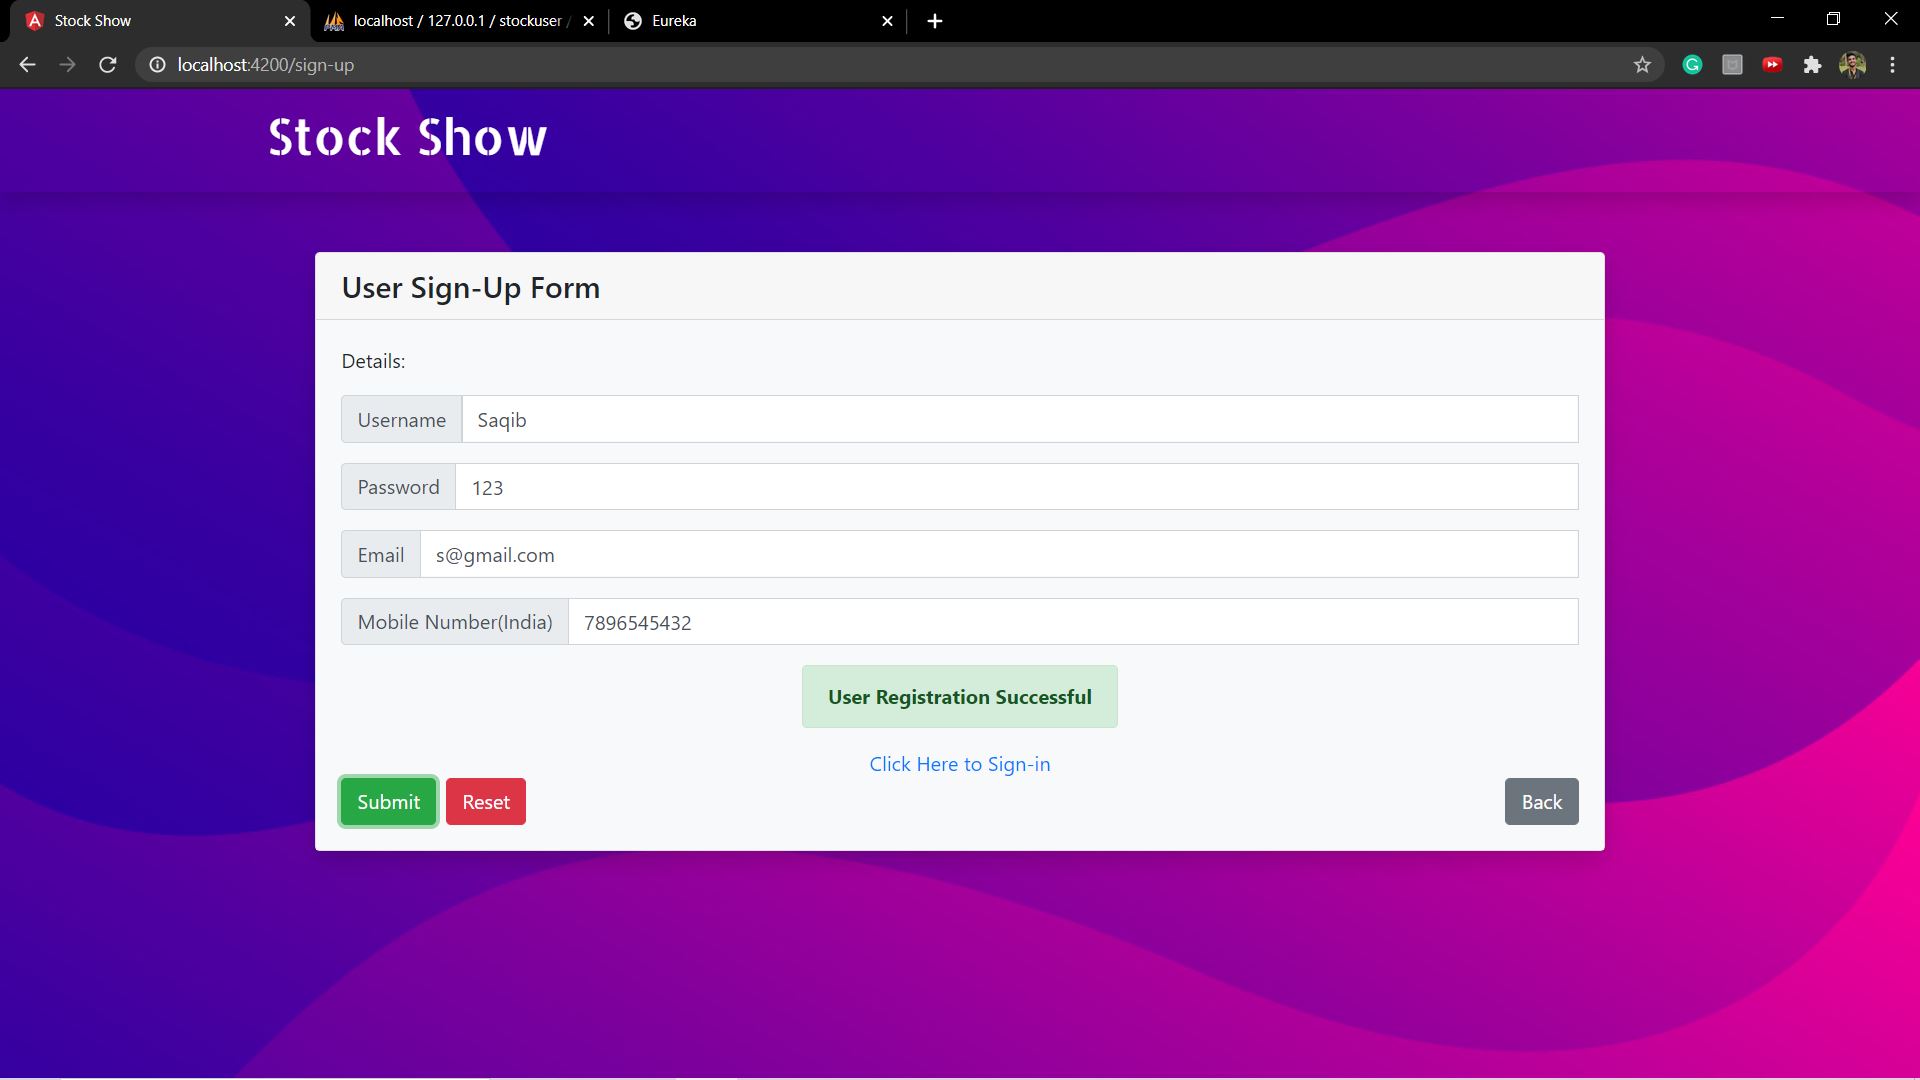 Stock Show
localhost / 127.0.0.1 / stockuser /
Eureka
localhost:4200/sign-up
Stock Show
User Sign-Up Form
Details:
Username Saqib
Password 123
Email s@gmail.com
Mobile Number(India) 7896545432
User Registration Successful
Click Here to Sign-in
Submit Reset Back